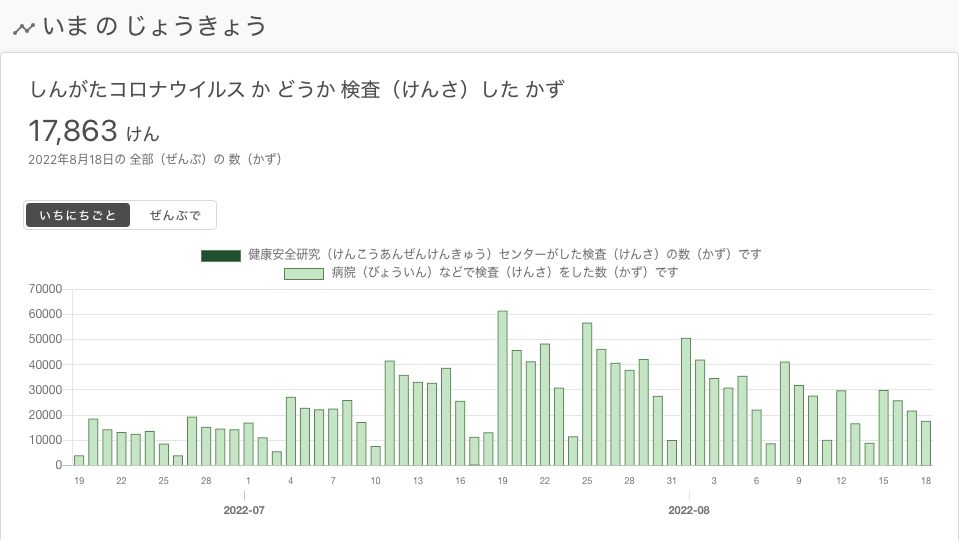 いま の じょうきょう
しんがたコロナウイルス か どうか 検査（けんさ）した かず
17,863 けん
2022年8月18日の 全部（ぜんぶ）の 数（かず）
いちにちごと ぜんぶで
健康安全研究（けんこうあんぜんけんきゅう）センターがした検査（けんさ）の数（かず）です
病院（びょういん）などで検査（けんさ）をした数（かず）です
70000
60000
50000
40000
30000
20000
10000
0
19 22 25 28 1 4 7 10 13 16 19 22 25 28 31 3 6 9 12 15 18
2022-07 2022-08